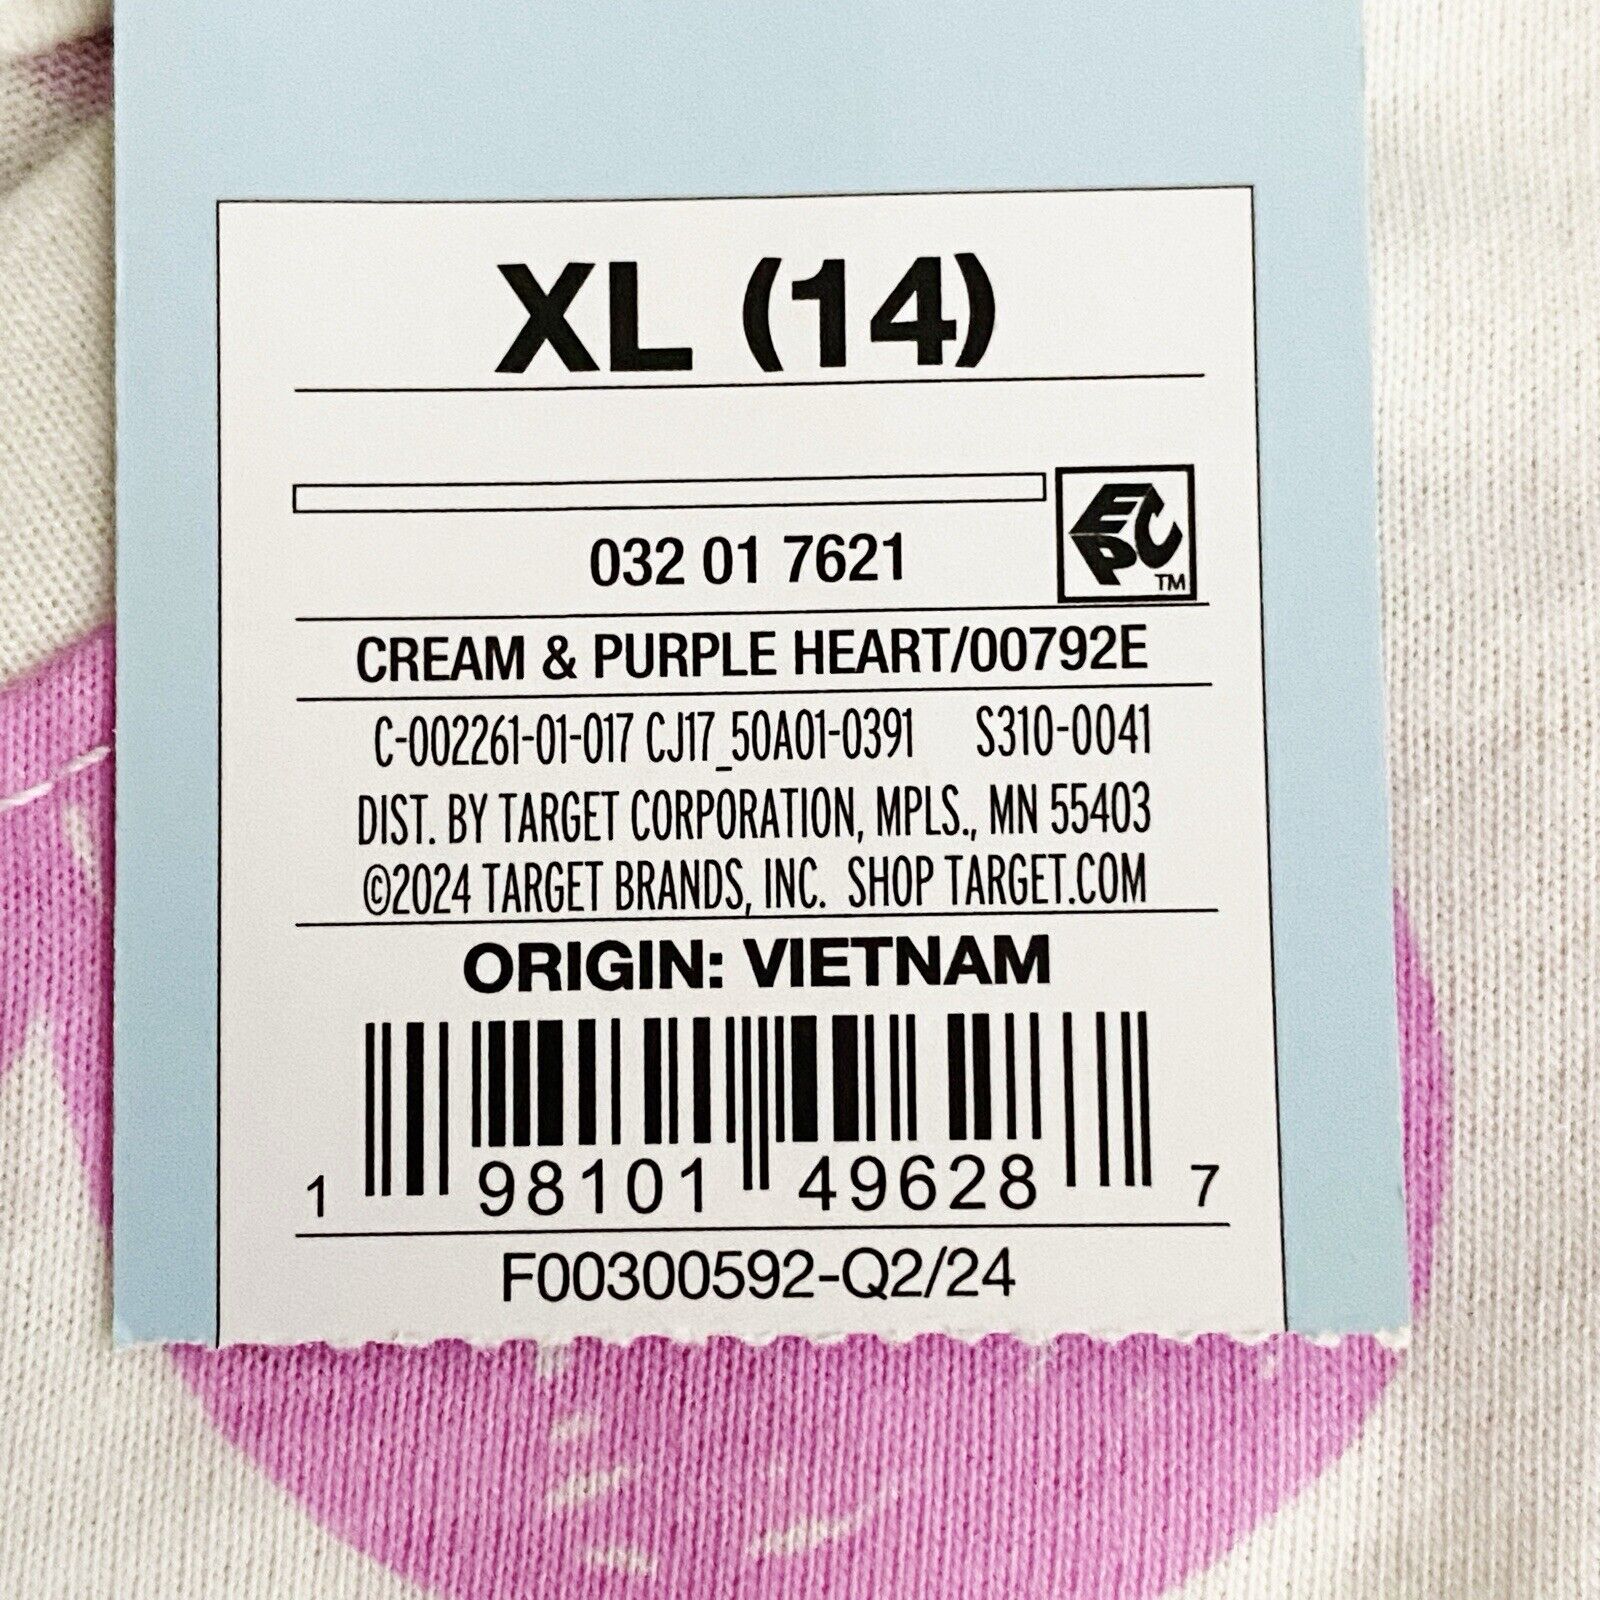 XL (14)
EPC
TM
032 01 7621
CREAM & PURPLE HEART/00792E
C-002261-01-017 CJ17_50A01-0391 S310-0041
DIST. BY TARGET CORPORATION, MPLS., MN 55403
©2024 TARGET BRANDS, INC. SHOP TARGET.COM
ORIGIN: VIETNAM
1 98101 49628 7
F00300592-Q2/24